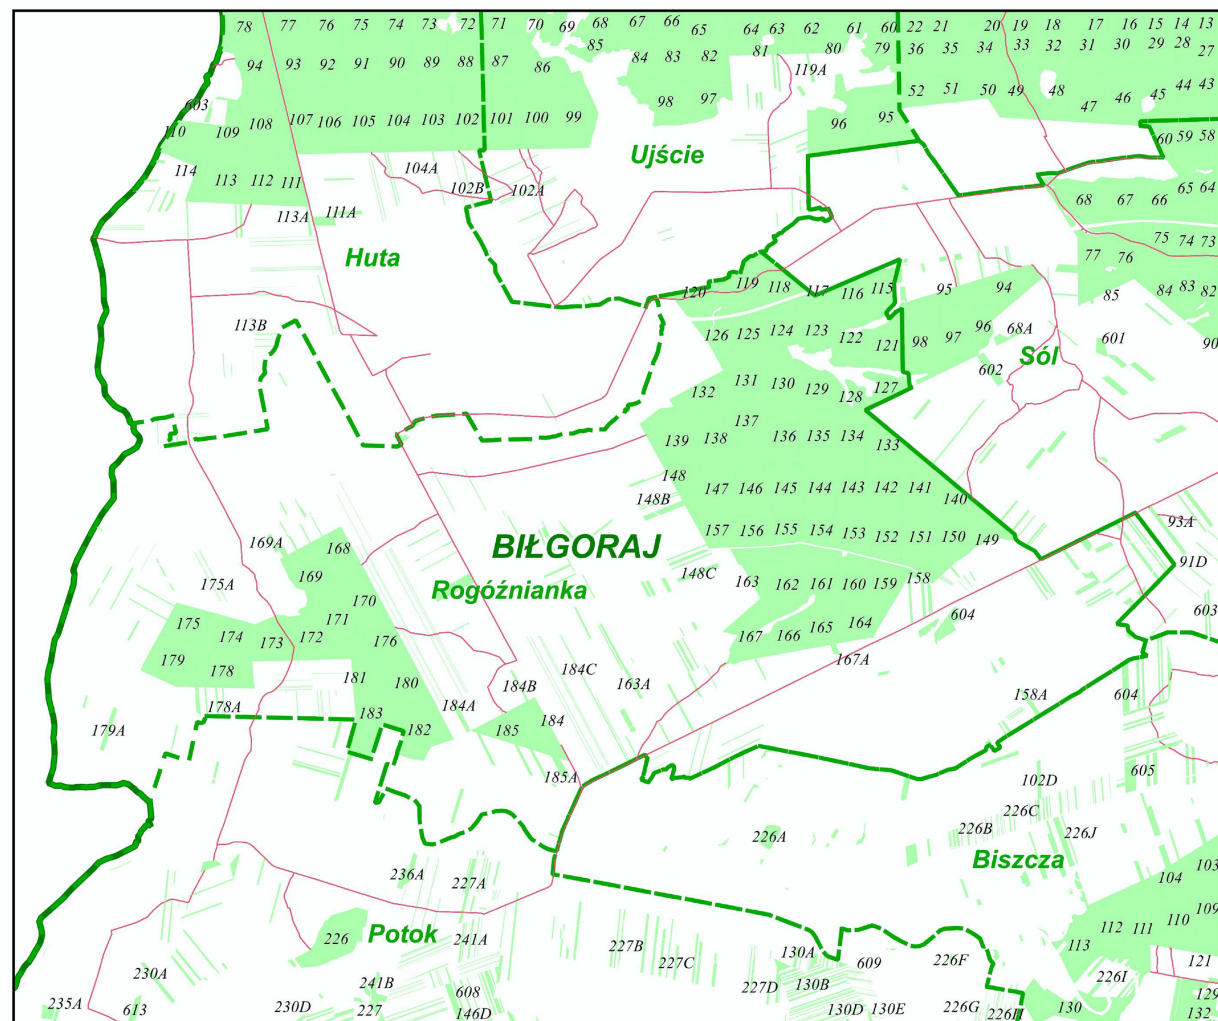 78 77 76 75 74 73 72 71 70 69 68 67 66 65 64 63 62 61 60 22 21 20 19 18 17 16 15 14 13
94 93 92 91 90 89 88 87 86 85 84 83 82 81 80 79 36 35 34 33 32 31 30 29 28 27
119A
603 98 97 52 51 50 49 48 47 46 45 44 43
110 109 108 107 106 105 104 103 102 101 100 99 96 95 60 59 58
Ujście
114 113 112 111 104A 102B 102A 68 67 66 65 64
113A 111A
Huta
77 76 75 74 73
120 119 118 117 116 115 95 94 85 84 83 82
113B 126 125 124 123 122 121 98 97 96 68A 601 90
Sól
602
132 131 130 129 128 127
139 138 137 136 135 134 133
148 148B 147 146 145 144 143 142 141 140
157 156 155 154 153 152 151 150 149 93A
169A 168
BIŁGORAJ
91D
175A 169 148C 163 162 161 160 159 158
Rogóźnianka
170 604 603
175 174 173 172 171 176 167 166 165 164
179 178 181 180 184C 163A 167A
184B
178A 183 184A 184 158A 604
179A 182 185
185A 102D 605
226C
226A 226B 226J
Biszcza
236A 227A 104 103
109
226 Potok 241A 227B 112 111 110
113
230A 227C 130A 609 226F 121
241B 608 227D 130B 226I
235A 613 230D 227 146D 130D 130E 226G 226H 130 129
132